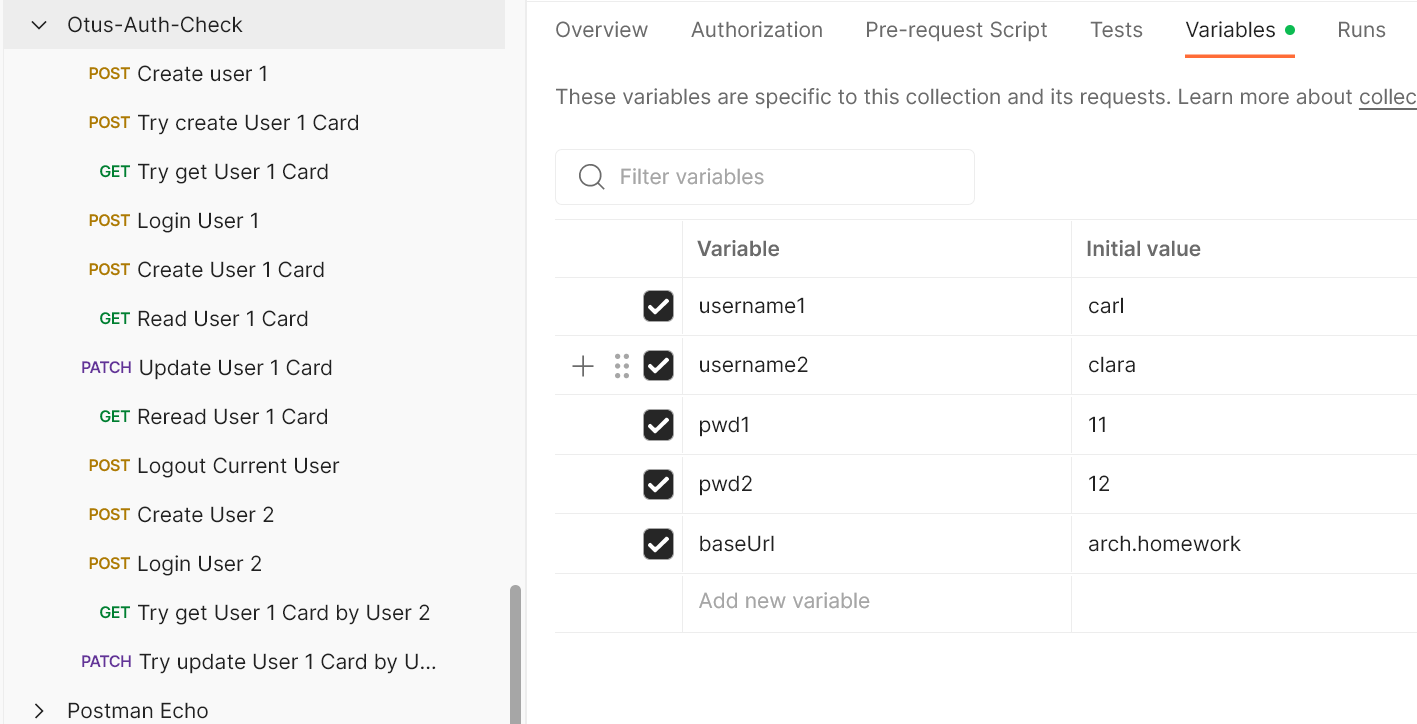 Otus-Auth-Check
POST Create user 1
POST Try create User 1 Card
GET Try get User 1 Card
POST Login User 1
POST Create User 1 Card
GET Read User 1 Card
PATCH Update User 1 Card
GET Reread User 1 Card
POST Logout Current User
POST Create User 2
POST Login User 2
GET Try get User 1 Card by User 2
PATCH Try update User 1 Card by U...
Postman Echo
Overview Authorization Pre-request Script Tests Variables Runs
These variables are specific to this collection and its requests. Learn more about collec
Filter variables
Variable Initial value
username1 carl
username2 clara
pwd1 11
pwd2 12
baseUrl arch.homework
Add new variable